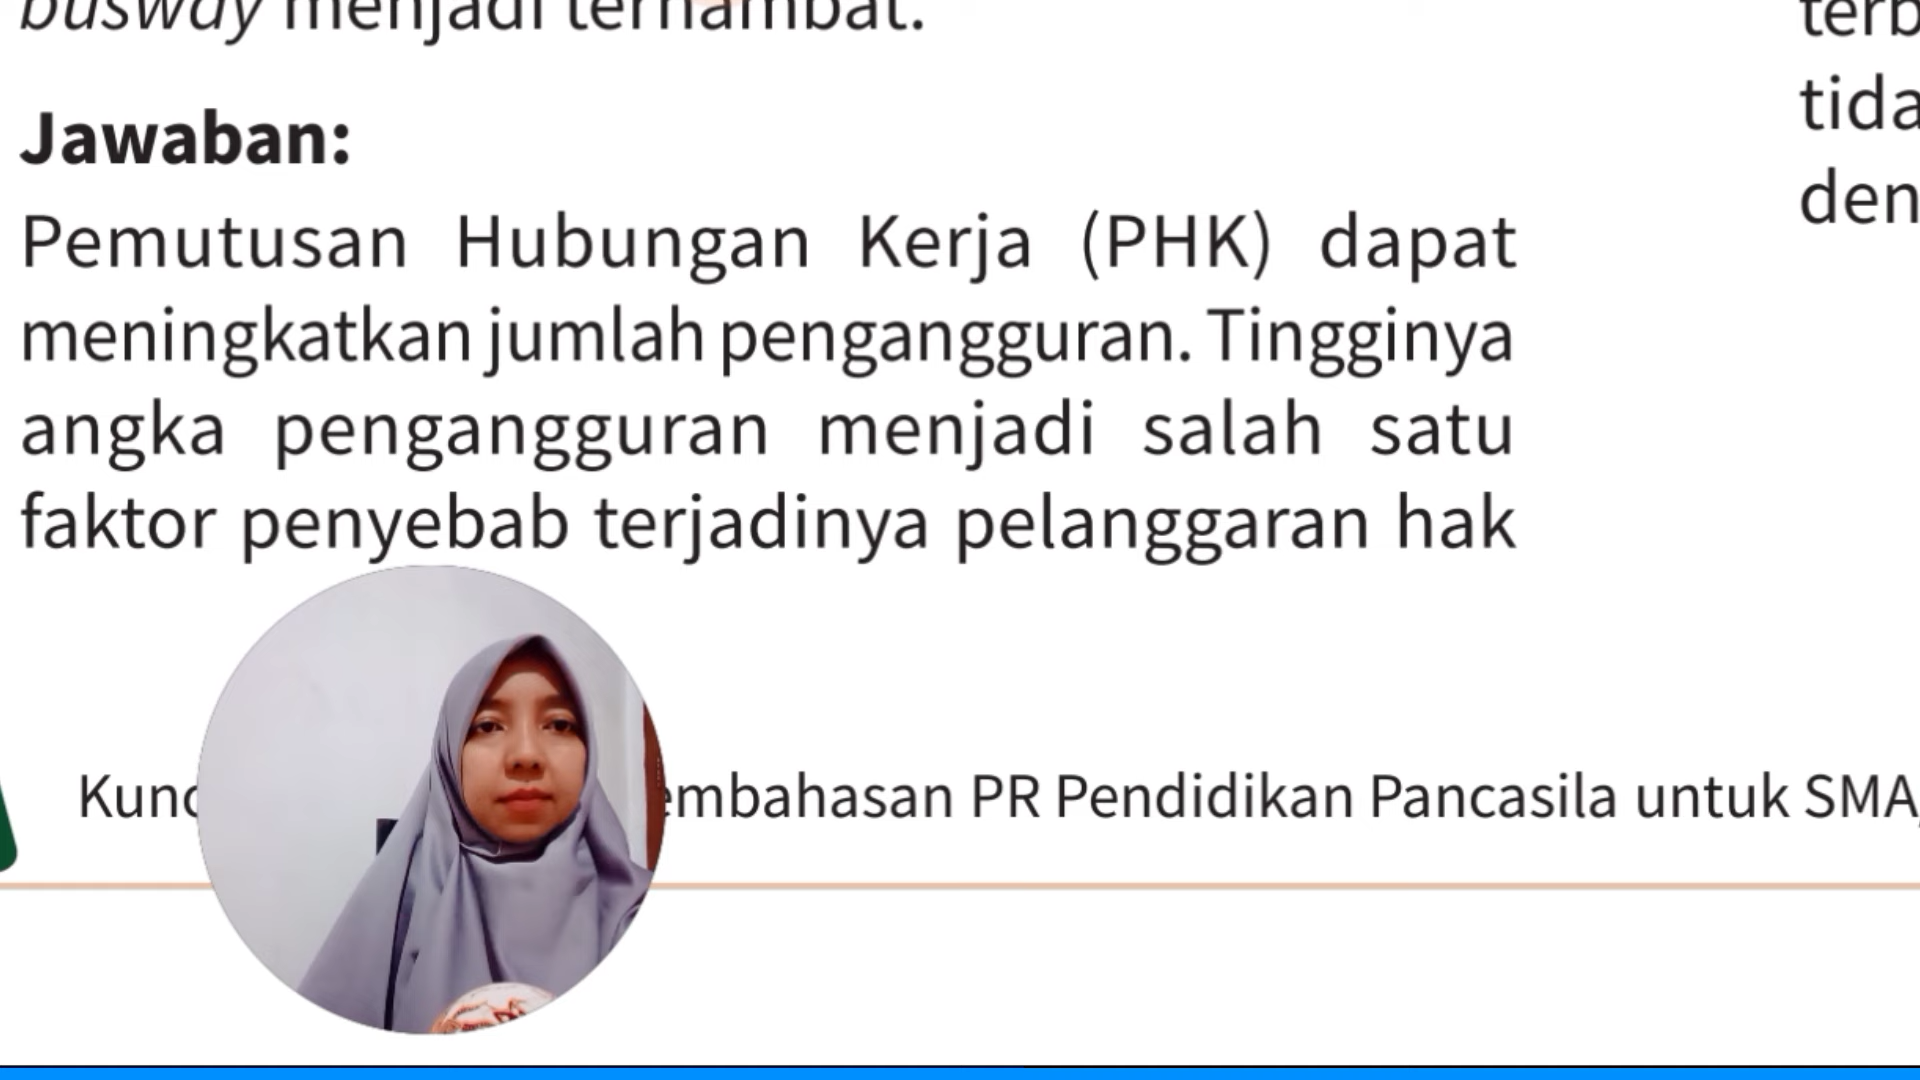 busway menjadi terhambat.
Jawaban:
Pemutusan Hubungan Kerja (PHK) dapat
meningkatkan jumlah pengangguran. Tingginya
angka pengangguran menjadi salah satu
faktor penyebab terjadinya pelanggaran hak
terb
tida
den
Kunc embahasan PR Pendidikan Pancasila untuk SMA,